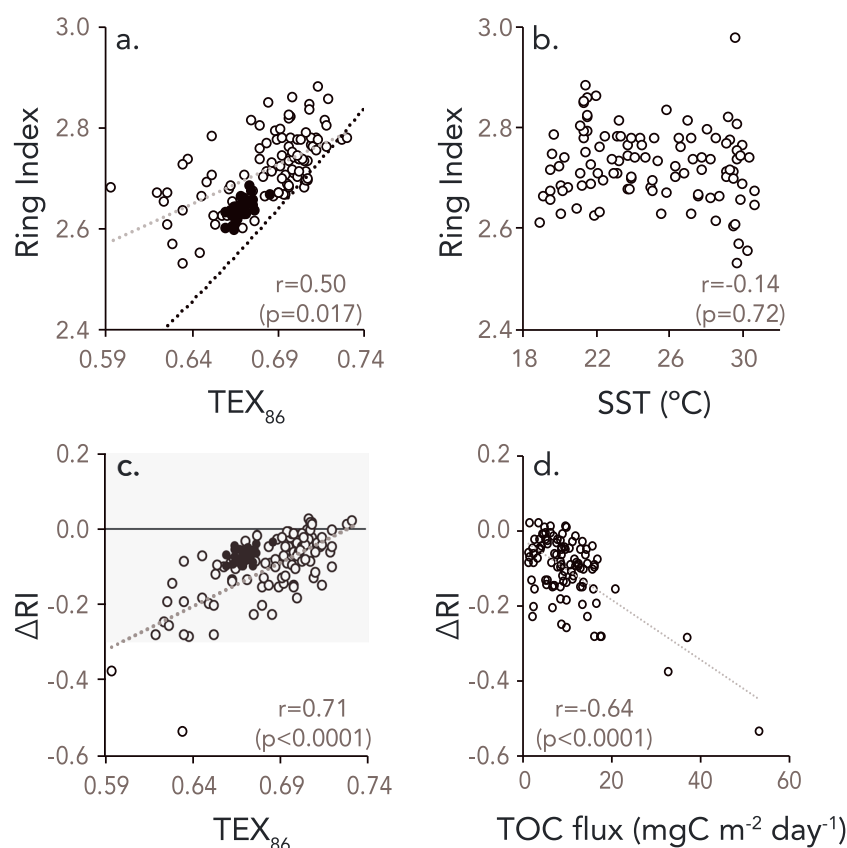 a.
3.0
2.8
2.6
2.4
Ring Index
0.59
0.64
0.69
0.74
TEX86
r=0.50
(p=0.017)
b.
3.0
2.8
2.6
2.4
Ring Index
18
22
26
30
SST (ºC)
r=-0.14
(p=0.72)
c.
0.2
0.0
-0.2
-0.4
-0.6
ΔRI
0.59
0.64
0.69
0.74
TEX86
r=0.71
(p<0.0001)
d.
0.2
0.0
-0.2
-0.4
-0.6
ΔRI
0
20
40
60
TOC flux (mgC m-2 day-1)
r=-0.64
(p<0.0001)